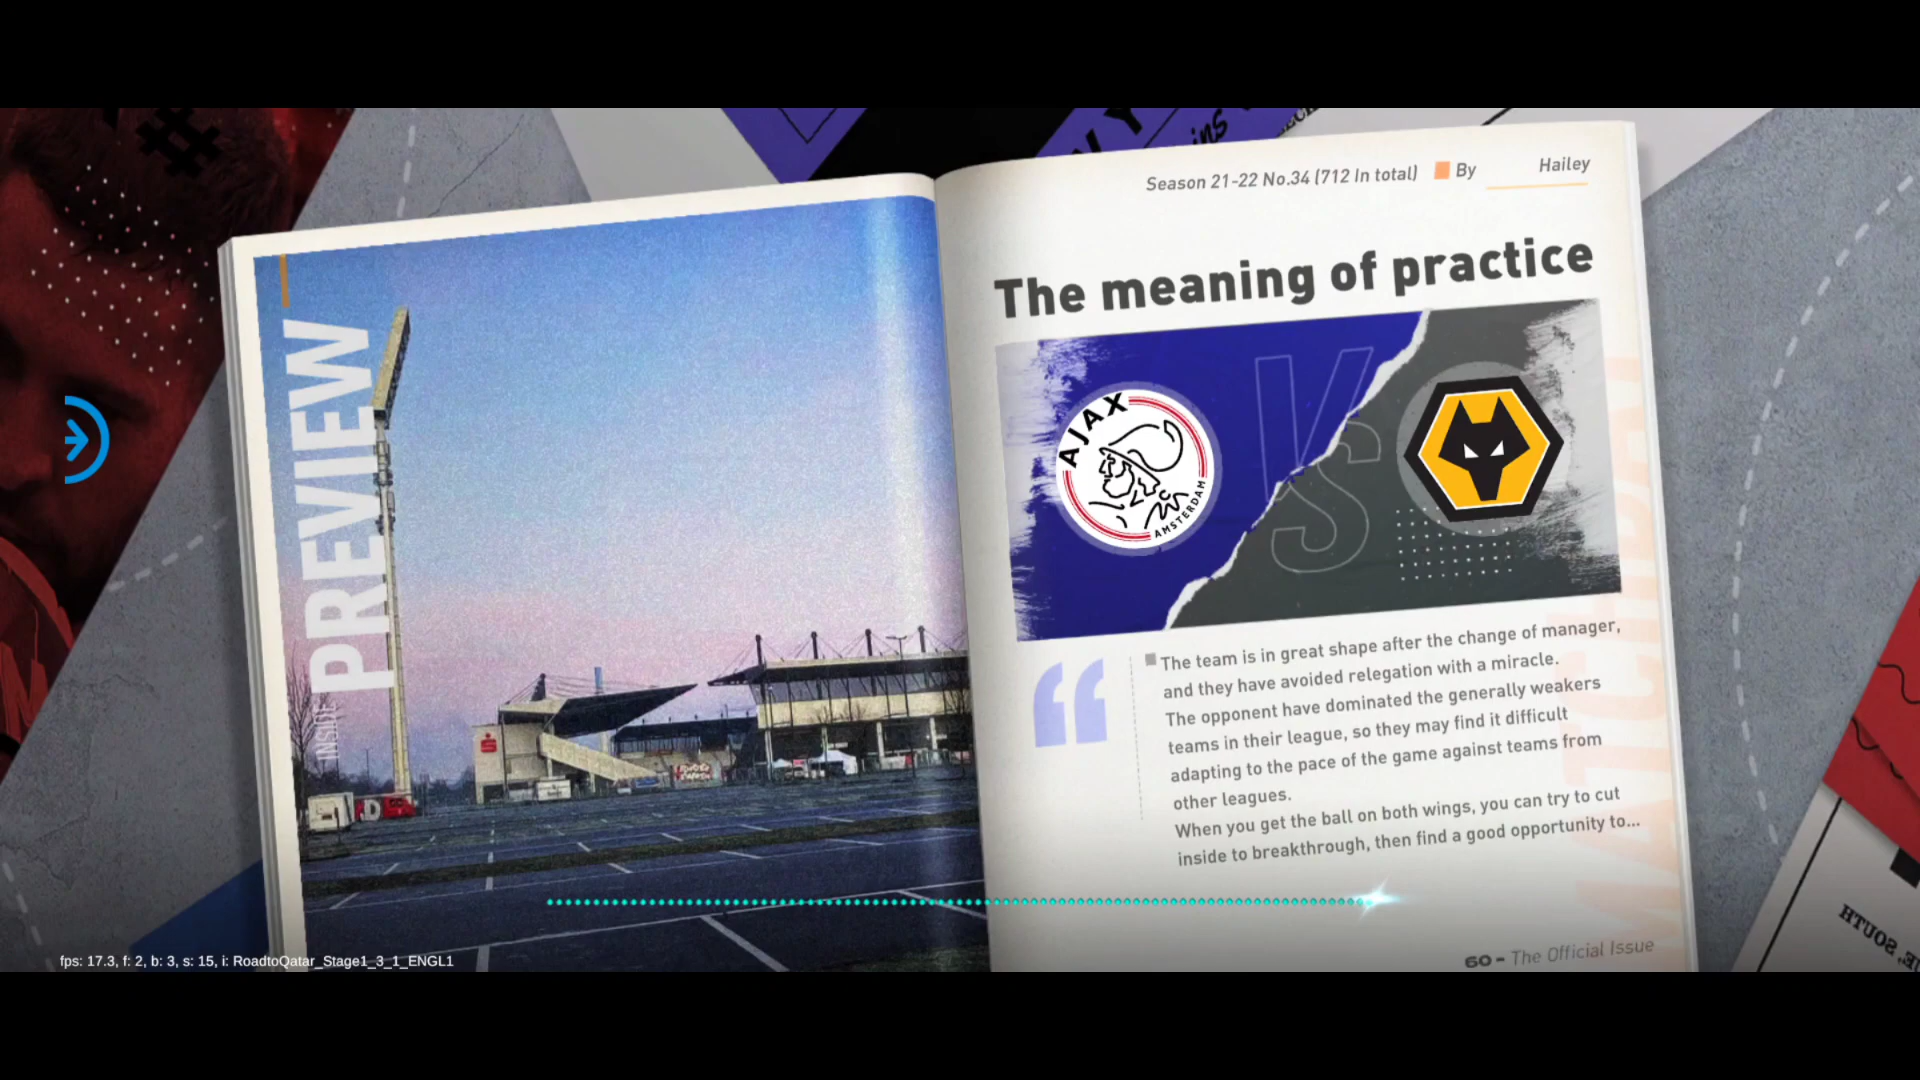 Season 21-22 No.34 (712 In total)
By Hailey
The meaning of practice
PREVIEW
INSIDE
AJAX
AMSTERDAM
VS
The team is in great shape after the change of manager,
and they have avoided relegation with a miracle.
The opponent have dominated the generally weakers
teams in their league, so they may find it difficult
adapting to the pace of the game against teams from
other leagues.
When you get the ball on both wings, you can try to cut
inside to breakthrough, then find a good opportunity to...
60 - The Official Issue
fps: 17.3, f: 2, b: 3, s: 15, i: RoadtoQatar_Stage1_3_1_ENGL1